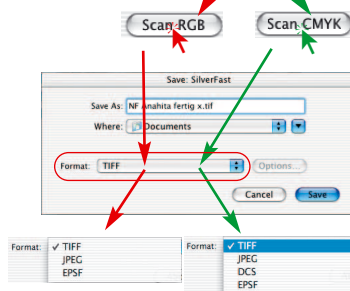 Scan RGB Scan CMYK
Save: SilverFast
Save As: NF Anahita fertig x.tif
Where: Documents
Format: TIFF Options...
Cancel Save
Format: ✓ TIFF Format: ✓ TIFF
JPEG JPEG
EPSF DCS
EPSF